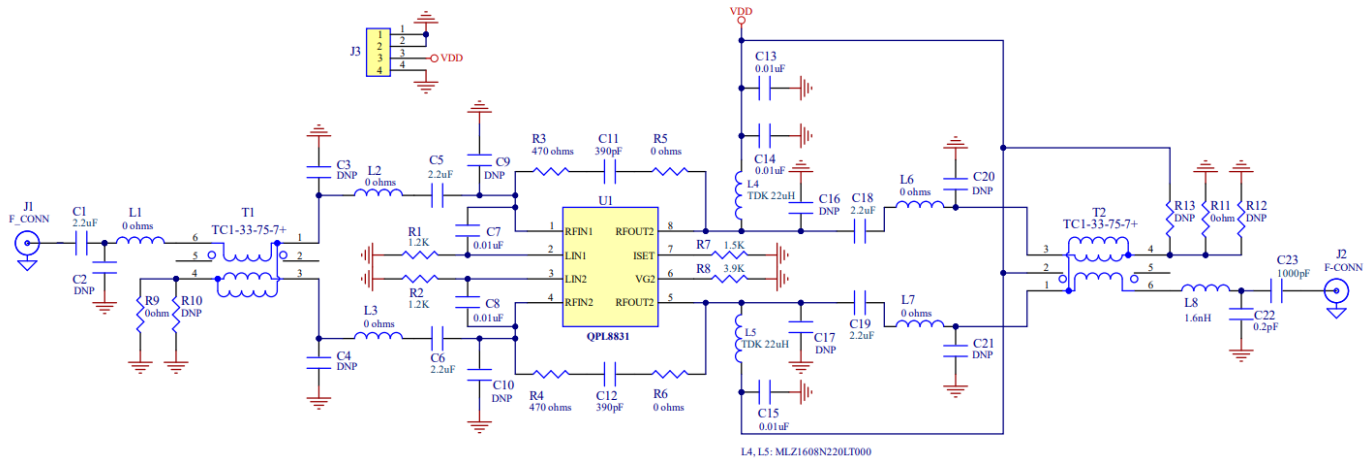 VDD
J3
1
2
3
4
VDD
C13
0.01uF
C14
0.01uF
L4
TDK 22uH
C16
DNP
C3
DNP
L2
0 ohms
C5
2.2uF
C9
DNP
R3
470 ohms
C11
390pF
R5
0 ohms
C18
2.2uF
L6
0 ohms
C20
DNP
R13
DNP
R11
0ohm
R12
DNP
J1
F_CONN
C1
2.2uF
L1
0 ohms
C2
DNP
T1
TC1-33-75-7+
6
5
4
1
2
3
R9
0ohm
R10
DNP
R1
1.2K
C7
0.01uF
R2
1.2K
C8
0.01uF
U1
1
2
3
4
RFIN1
LIN1
LIN2
RFIN2
RFOUT2
ISET
VG2
RFOUT2
8
7
6
5
QPL8831
R7
1.5K
R8
3.9K
T2
TC1-33-75-7+
3
2
1
4
5
6
C23
1000pF
J2
F-CONN
L8
1.6nH
C22
0.2pF
L3
0 ohms
C4
DNP
C6
2.2uF
C10
DNP
R4
470 ohms
C12
390pF
R6
0 ohms
L5
TDK 22uH
C15
0.01uF
C17
DNP
C19
2.2uF
L7
0 ohms
C21
DNP
L4, L5: MLZ1608N220LT000